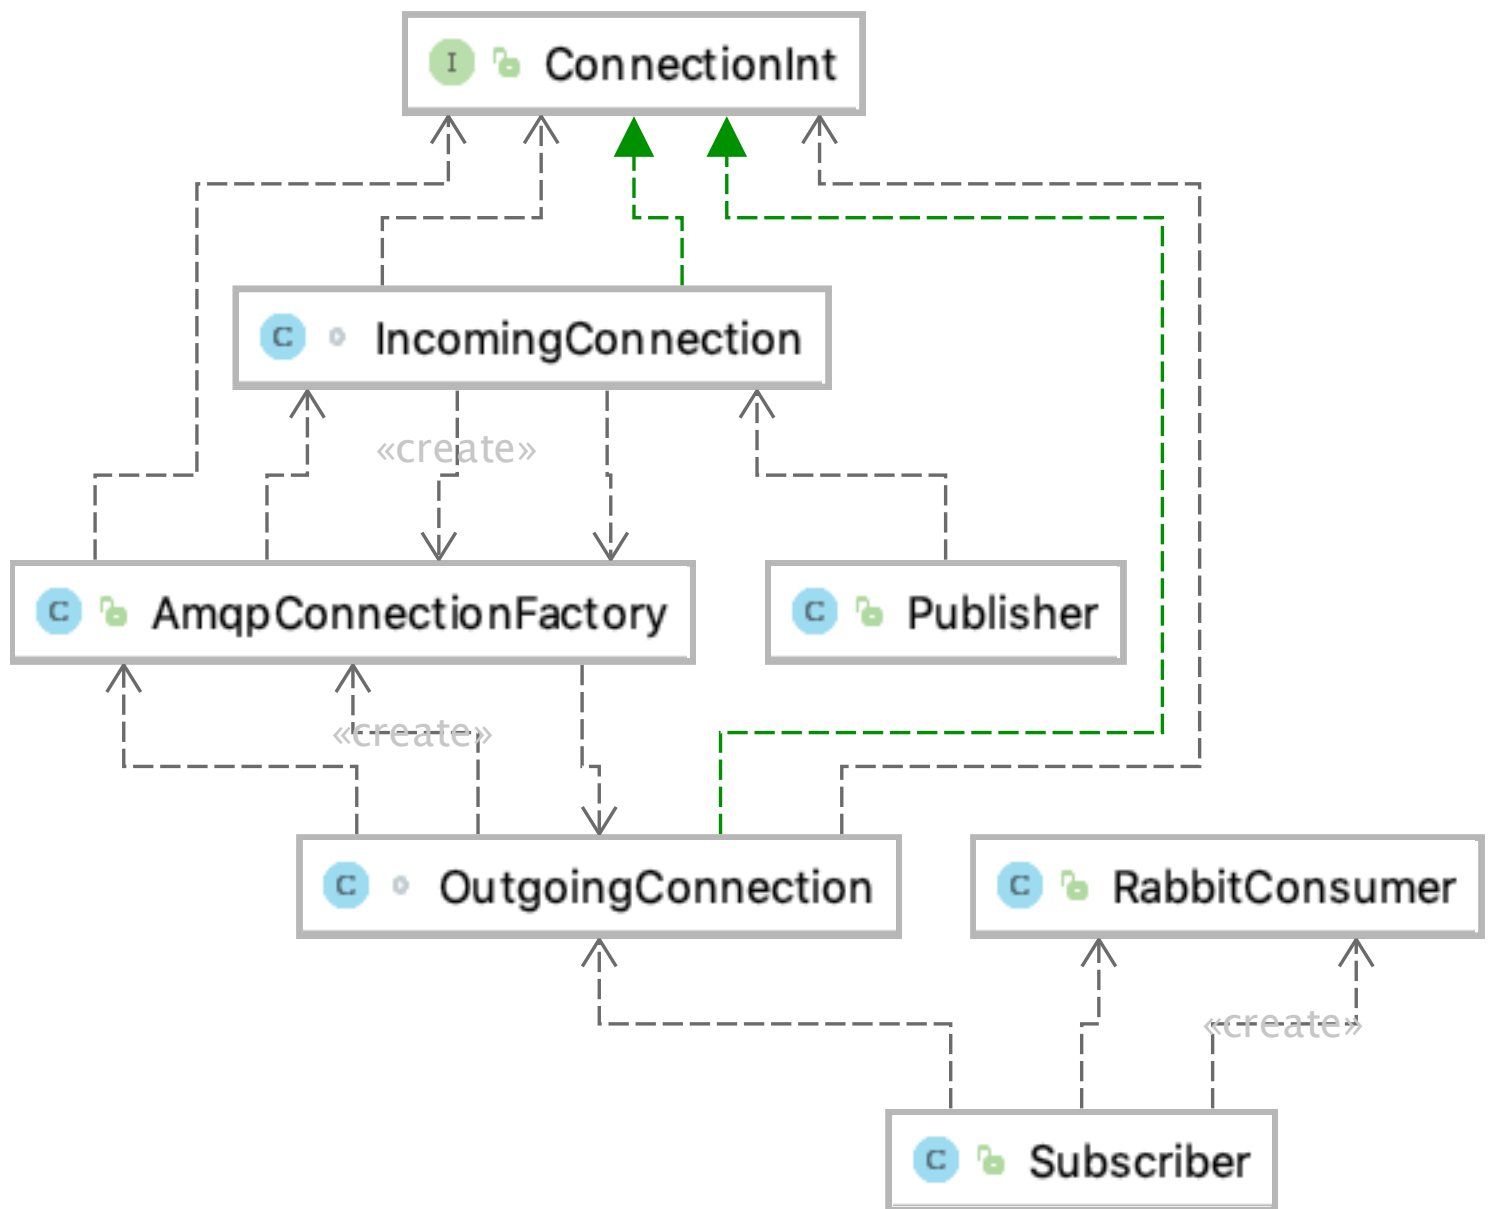 I ConnectionInt
C IncomingConnection
«create»
C AmqpConnectionFactory
C Publisher
«create»
C OutgoingConnection
C RabbitConsumer
«create»
C Subscriber